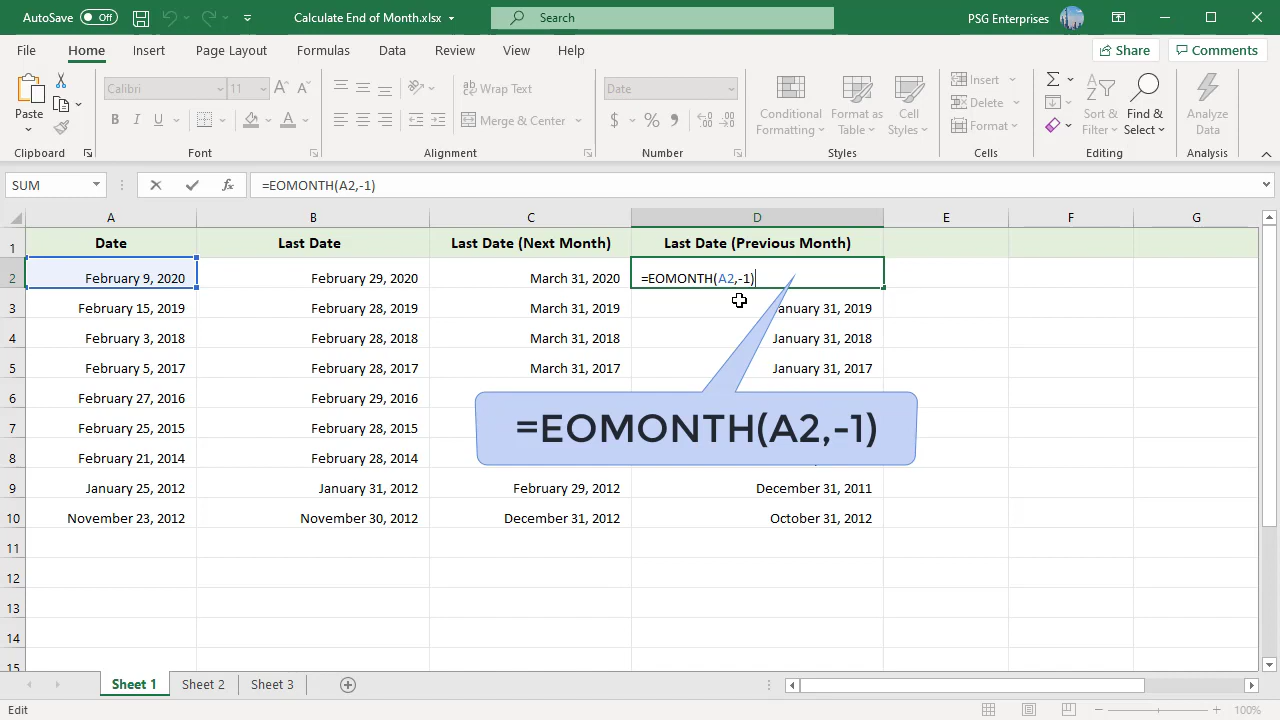 AutoSave Off Calculate End of Month.xlsx Search PSG Enterprises
File Home Insert Page Layout Formulas Data Review View Help Share Comments
Calibri 11 Wrap Text Date Insert Σ
Paste B I U Merge & Center $ % Conditional Formatting Format as Table Cell Styles Delete Format Sort & Filter Find & Select Analyze Data
Clipboard Font Alignment Number Styles Cells Editing Analysis
SUM fx =EOMONTH(A2,-1)
A B C D E F G
1 Date Last Date Last Date (Next Month) Last Date (Previous Month)
2 February 9, 2020 February 29, 2020 March 31, 2020 =EOMONTH(A2,-1)
3 February 15, 2019 February 28, 2019 March 31, 2019 January 31, 2019
4 February 3, 2018 February 28, 2018 March 31, 2018 January 31, 2018
5 February 5, 2017 February 28, 2017 March 31, 2017 January 31, 2017
6 February 27, 2016 February 29, 2016
=EOMONTH(A2,-1)
7 February 25, 2015 February 28, 2015
8 February 21, 2014 February 28, 2014
9 January 25, 2012 January 31, 2012 February 29, 2012 December 31, 2011
10 November 23, 2012 November 30, 2012 December 31, 2012 October 31, 2012
11
12
13
14
15
Sheet 1 Sheet 2 Sheet 3
Edit 100%